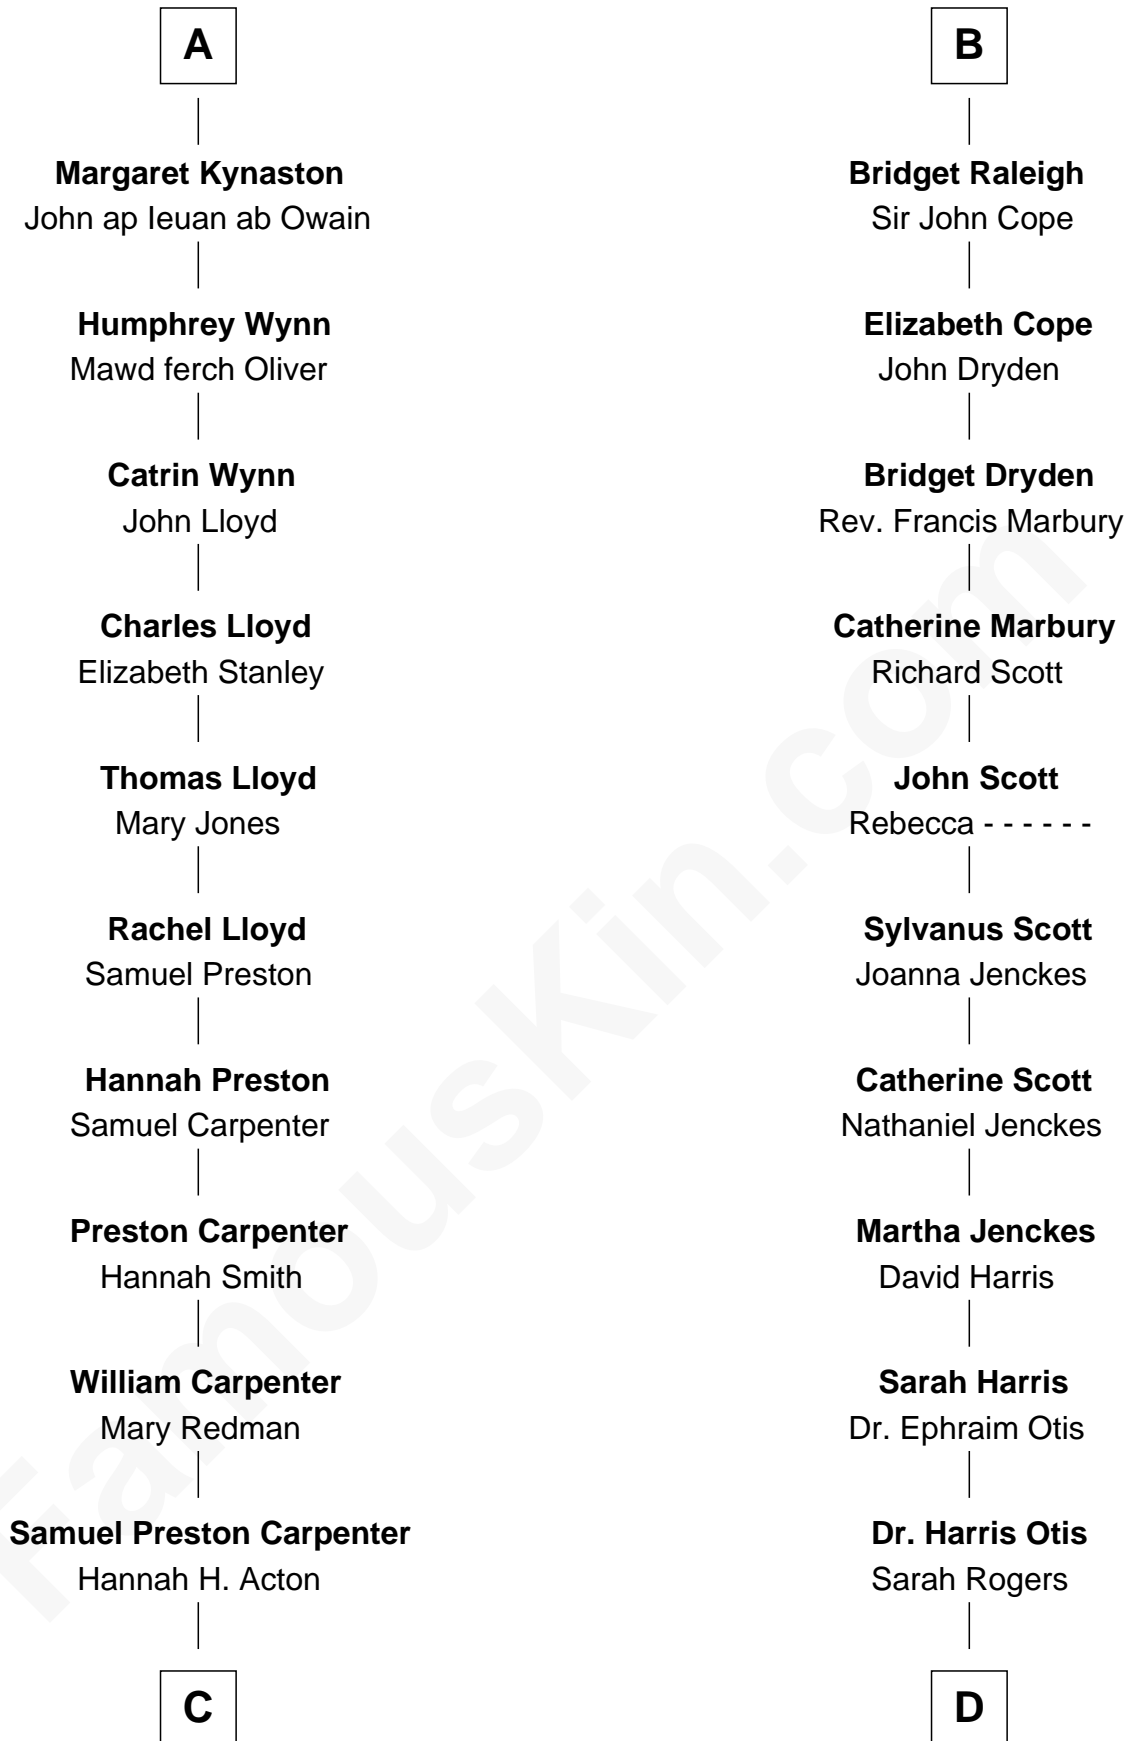 A
Margaret Kynaston
John ap Ieuan ab Owain
Humphrey Wynn
Mawd ferch Oliver
Catrin Wynn
John Lloyd
Charles Lloyd
Elizabeth Stanley
Thomas Lloyd
Mary Jones
Rachel Lloyd
Samuel Preston
Hannah Preston
Samuel Carpenter
Preston Carpenter
Hannah Smith
William Carpenter
Mary Redman
Samuel Preston Carpenter
Hannah H. Acton
C
B
Bridget Raleigh
Sir John Cope
Elizabeth Cope
John Dryden
Bridget Dryden
Rev. Francis Marbury
Catherine Marbury
Richard Scott
John Scott
Rebecca - - - - - -
Sylvanus Scott
Joanna Jenckes
Catherine Scott
Nathaniel Jenckes
Martha Jenckes
David Harris
Sarah Harris
Dr. Ephraim Otis
Dr. Harris Otis
Sarah Rogers
D
FamousKin.com